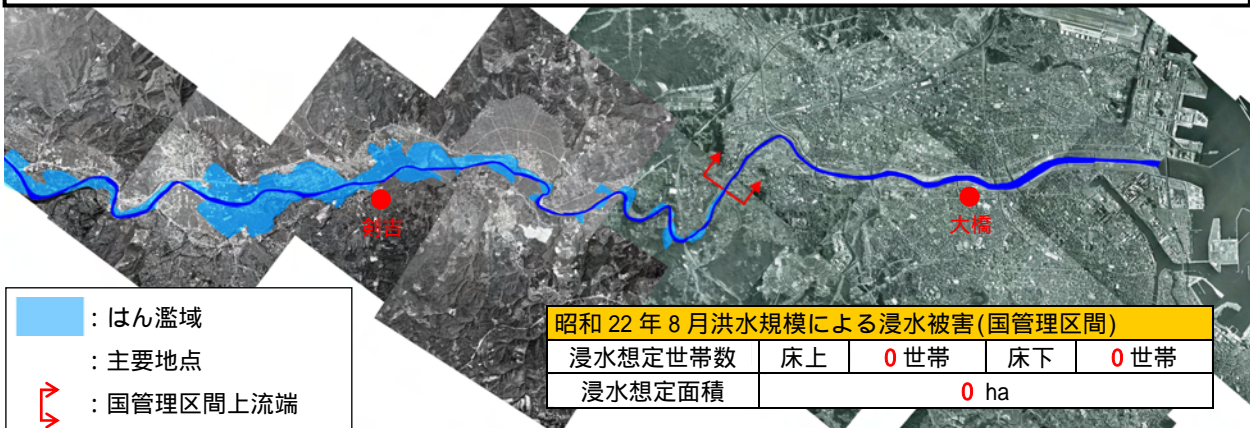 剣吉
大橋
：はん濫域
：主要地点
：国管理区間上流端
昭和 22 年 8 月洪水規模による浸水被害(国管理区間)
浸水想定世帯数 床上 0 世帯 床下 0 世帯
浸水想定面積 0 ha